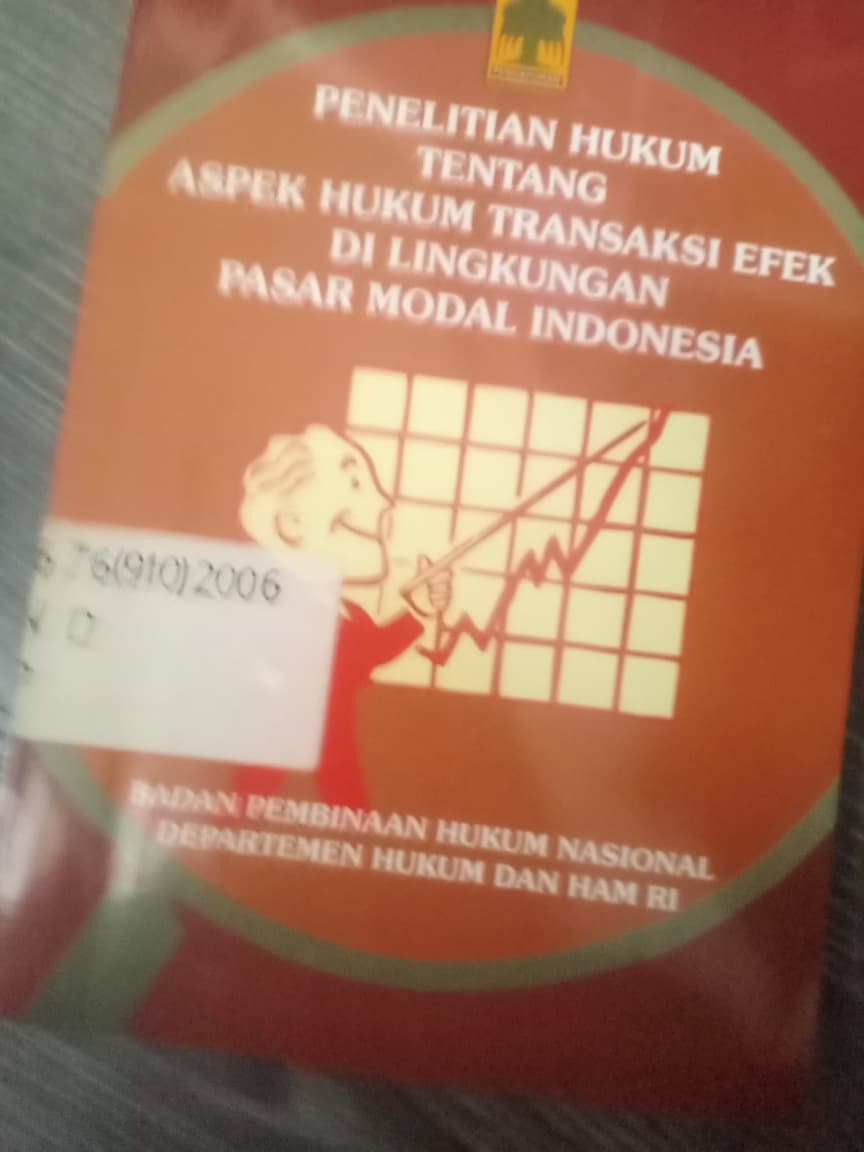 PENELITIAN HUKUM
TENTANG
ASPEK HUKUM TRANSAKSI EFEK
DI LINGKUNGAN
PASAR MODAL INDONESIA
76(910)2006
BADAN PEMBINAAN HUKUM NASIONAL
DEPARTEMEN HUKUM DAN HAM RI